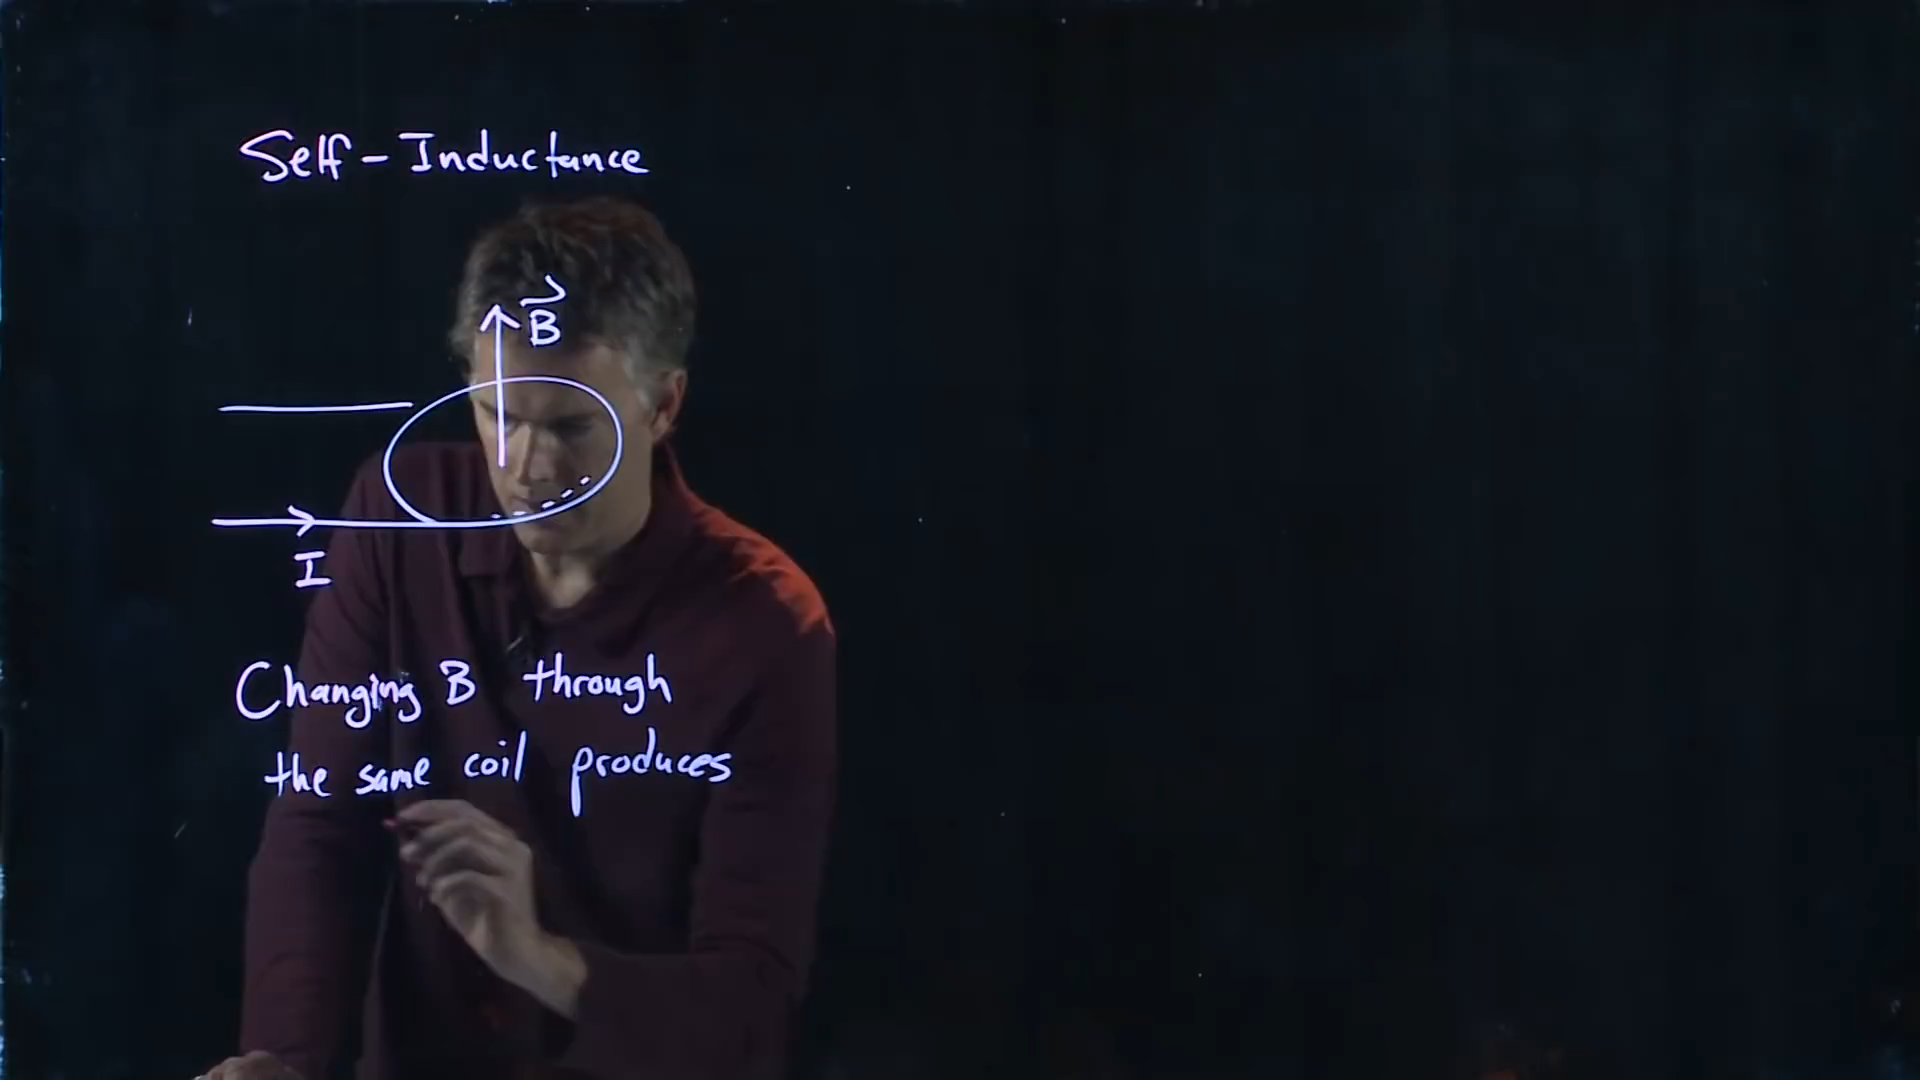 Self-Inductance
B
I
Changing B through
the same coil produces